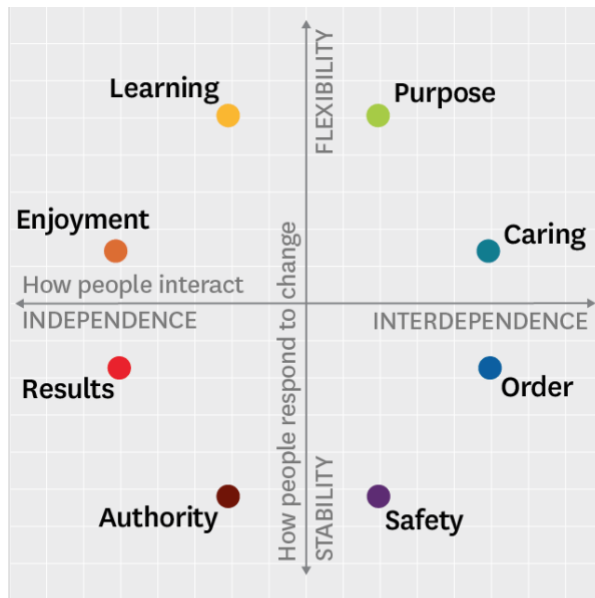 FLEXIBILITY
Learning
Purpose
Enjoyment
Caring
How people interact
INDEPENDENCE
INTERDEPENDENCE
How people respond to change
Results
Order
Authority
Safety
STABILITY